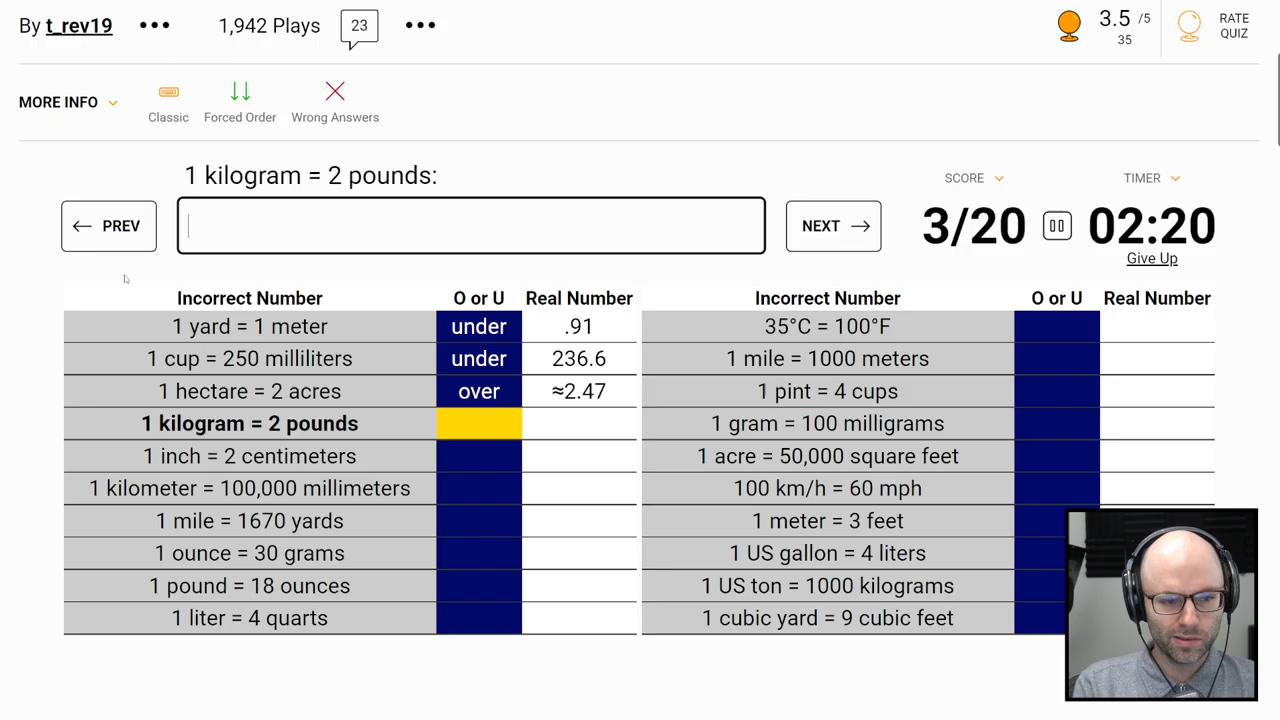 By t_rev19 ••• 1,942 Plays 23 •••
3.5 /5
35
RATE
QUIZ
MORE INFO
Classic
Forced Order
Wrong Answers
1 kilogram = 2 pounds:
← PREV
NEXT →
SCORE
3/20
TIMER
02:20
Give Up
Incorrect Number O or U Real Number
1 yard = 1 meter under .91
1 cup = 250 milliliters under 236.6
1 hectare = 2 acres over ≈2.47
1 kilogram = 2 pounds
1 inch = 2 centimeters
1 kilometer = 100,000 millimeters
1 mile = 1670 yards
1 ounce = 30 grams
1 pound = 18 ounces
1 liter = 4 quarts
Incorrect Number O or U Real Number
35°C = 100°F
1 mile = 1000 meters
1 pint = 4 cups
1 gram = 100 milligrams
1 acre = 50,000 square feet
100 km/h = 60 mph
1 meter = 3 feet
1 US gallon = 4 liters
1 US ton = 1000 kilograms
1 cubic yard = 9 cubic feet